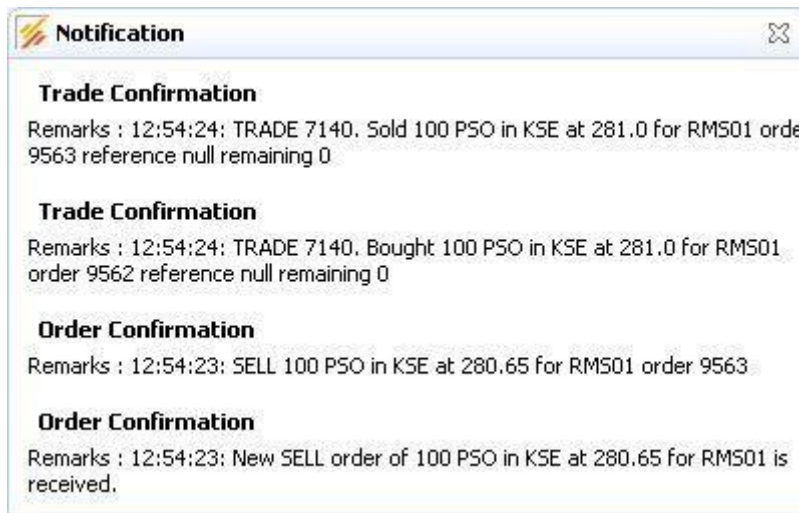 Notification
Trade Confirmation
Remarks : 12:54:24: TRADE 7140. Sold 100 PSO in KSE at 281.0 for RMS01
9563 reference null remaining 0
Trade Confirmation
Remarks : 12:54:24: TRADE 7140. Bought 100 PSO in KSE at 281.0 for RMS01
order 9562 reference null remaining 0
Order Confirmation
Remarks : 12:54:23: SELL 100 PSO in KSE at 280.65 for RMS01 order 9563
Order Confirmation
Remarks : 12:54:23: New SELL order of 100 PSO in KSE at 280.65 for RMS01 is
received.